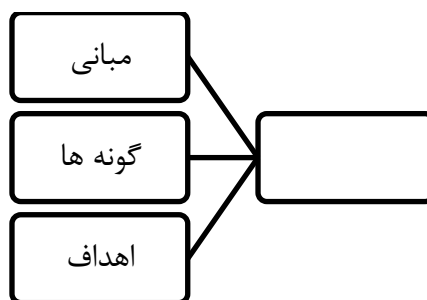 مبانی
گونه ها
اهداف